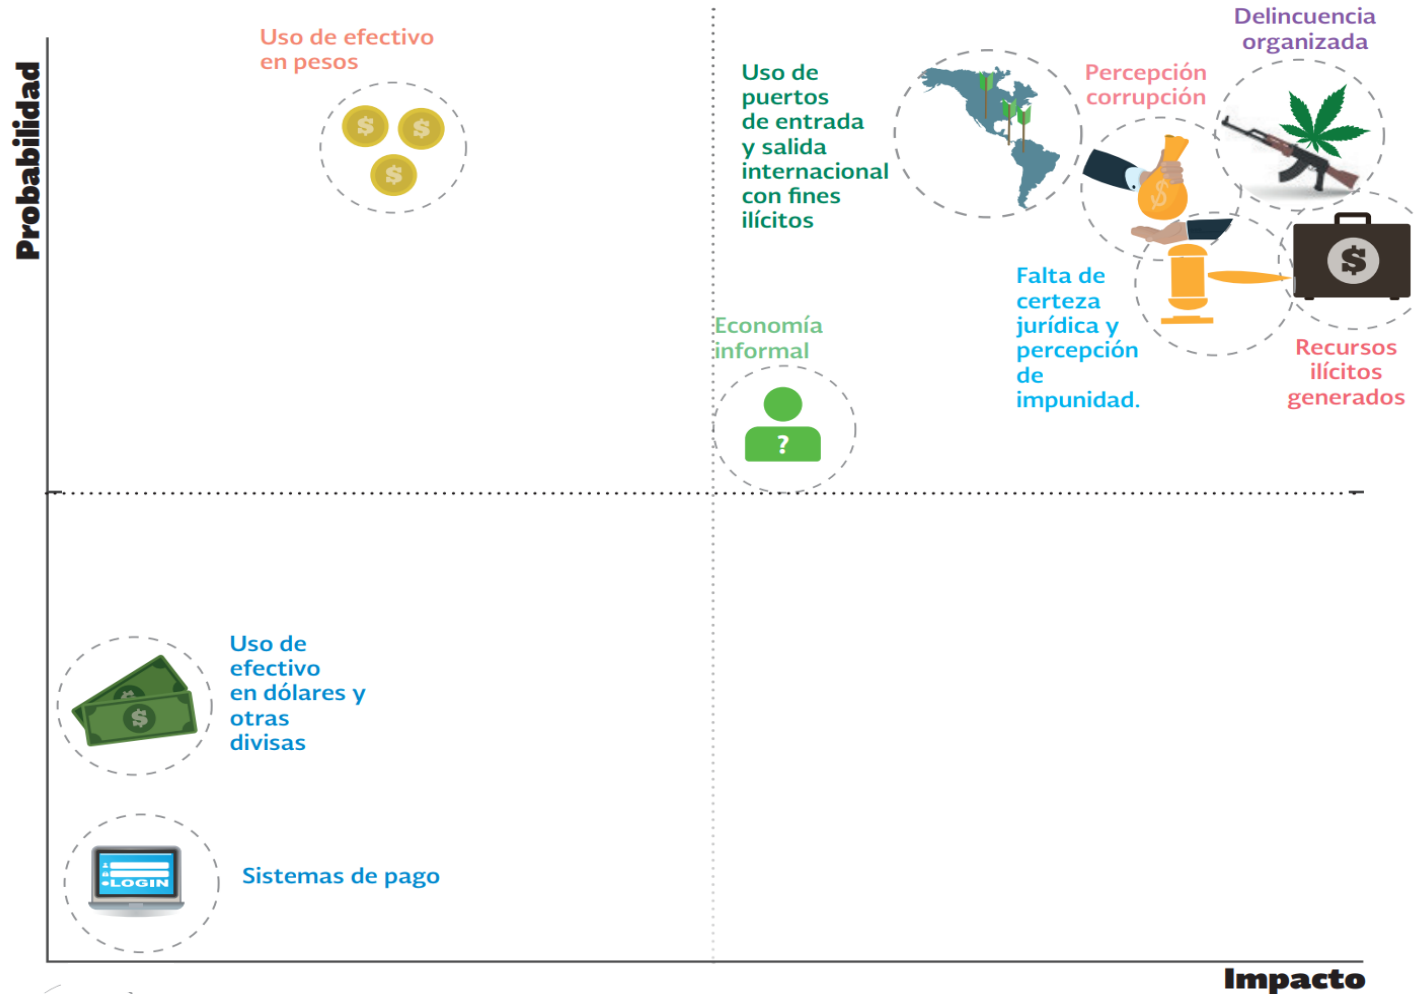 Probabilidad
Uso de efectivo
en pesos
$
$
$
Uso de
puertos
de entrada
y salida
internacional
con fines
ilícitos
Percepción
corrupción
$
Delincuencia
organizada
Falta de
certeza
jurídica y
percepción
de
impunidad.
$
Recursos
ilícitos
generados
Economía
informal
?
$
Uso de
efectivo
en dólares y
otras
divisas
LOGIN
Sistemas de pago
Impacto